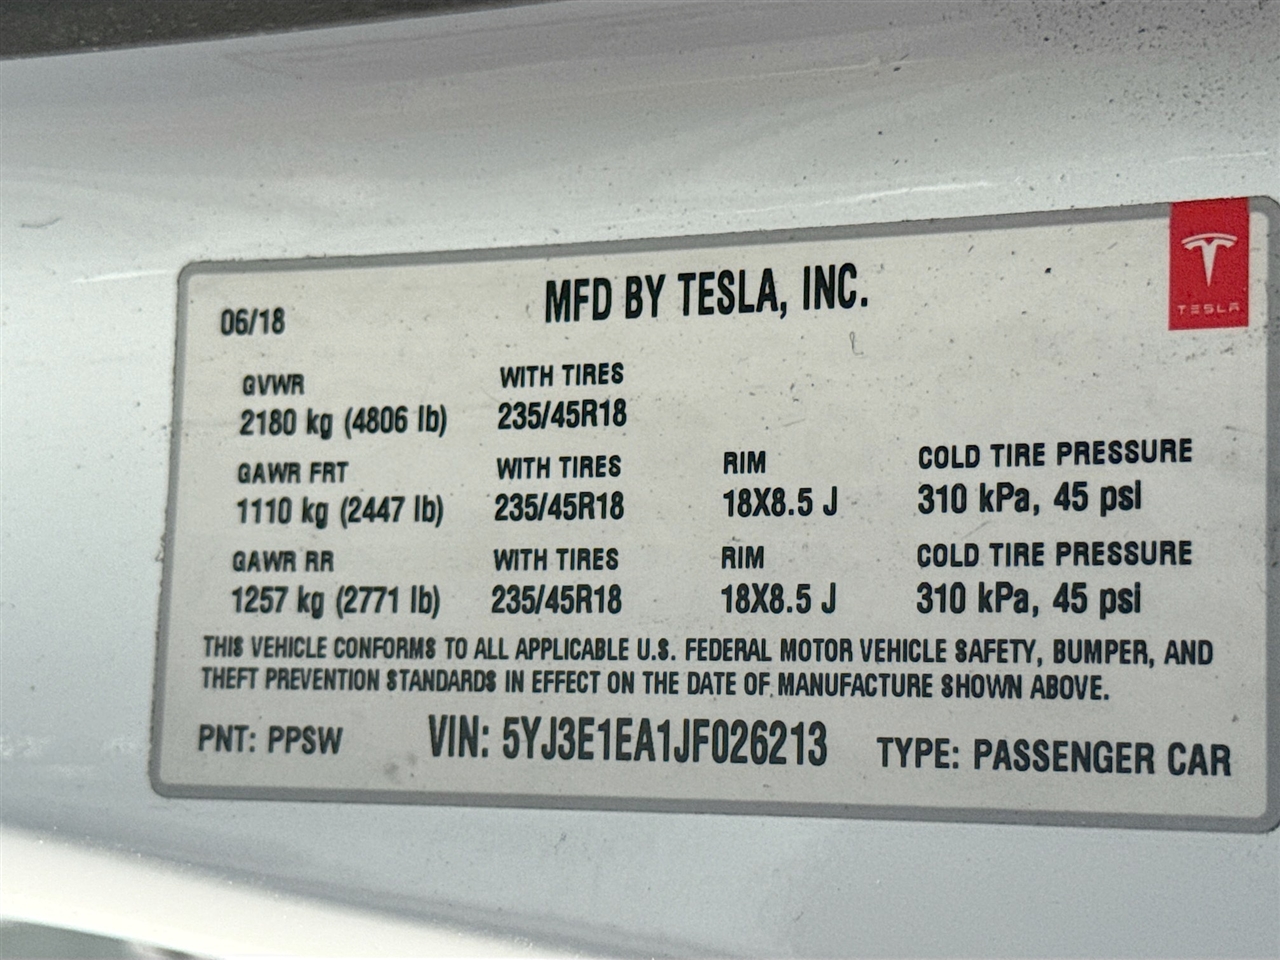 MFD BY TESLA, INC.
TESLA
06/18
GVWR WITH TIRES
2180 kg (4806 lb) 235/45R18
GAWR FRT WITH TIRES RIM COLD TIRE PRESSURE
1110 kg (2447 lb) 235/45R18 18X8.5 J 310 kPa, 45 psi
GAWR RR WITH TIRES RIM COLD TIRE PRESSURE
1257 kg (2771 lb) 235/45R18 18X8.5 J 310 kPa, 45 psi
THIS VEHICLE CONFORMS TO ALL APPLICABLE U.S. FEDERAL MOTOR VEHICLE SAFETY, BUMPER, AND
THEFT PREVENTION STANDARDS IN EFFECT ON THE DATE OF MANUFACTURE SHOWN ABOVE.
PNT: PPSW VIN: 5YJ3E1EA1JF026213 TYPE: PASSENGER CAR